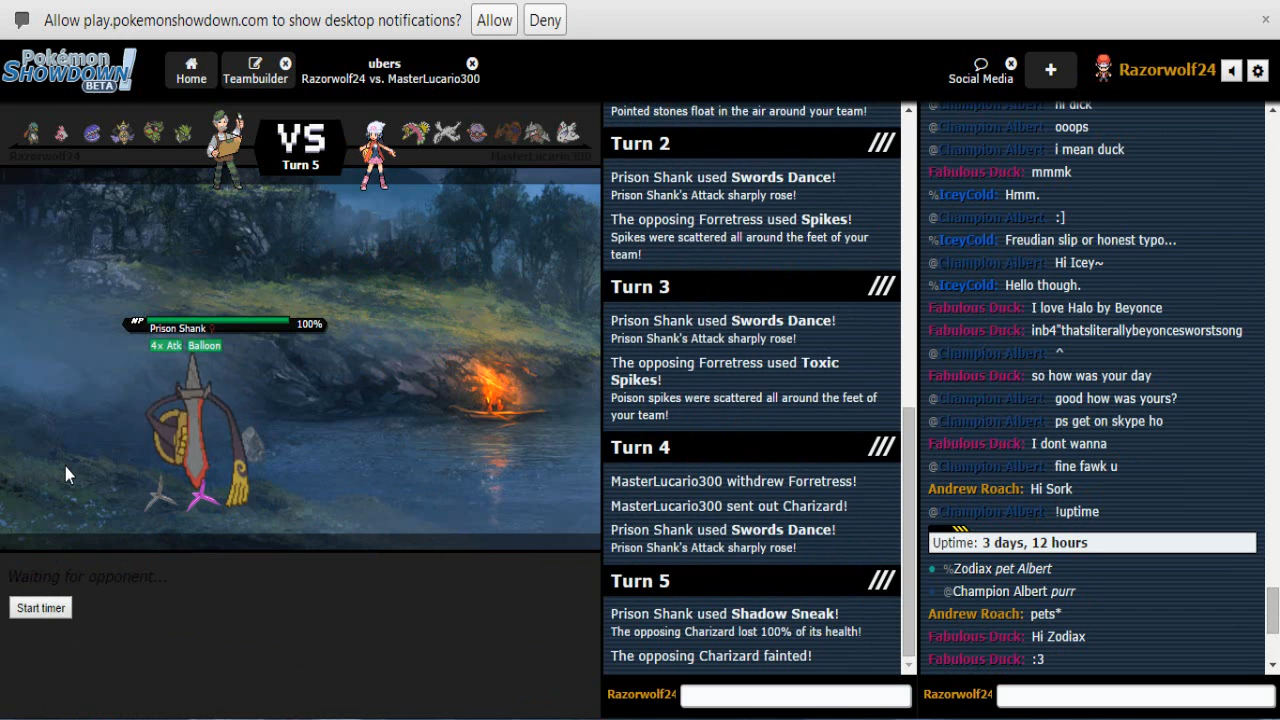 Allow play.pokemonshowdown.com to show desktop notifications? Allow Deny
Pokémon
SHOWDOWN!
BETA
Home
Teambuilder
ubers
Razorwolf24 vs. MasterLucario300
Social Media
Razorwolf24
Razorwolf24
VS
Turn 5
MasterLucario300
Prison Shank
100%
4x Atk Balloon
Waiting for opponent...
Start timer
Pointed stones float in the air around your team!
Turn 2
Prison Shank used Swords Dance!
Prison Shank's Attack sharply rose!
The opposing Forretress used Spikes!
Spikes were scattered all around the feet of your
team!
Turn 3
Prison Shank used Swords Dance!
Prison Shank's Attack sharply rose!
The opposing Forretress used Toxic
Spikes!
Poison spikes were scattered all around the feet of
your team!
Turn 4
MasterLucario300 withdrew Forretress!
MasterLucario300 sent out Charizard!
Prison Shank used Swords Dance!
Prison Shank's Attack sharply rose!
Turn 5
Prison Shank used Shadow Sneak!
The opposing Charizard lost 100% of its health!
The opposing Charizard fainted!
Razorwolf24
@Champion Albert: hi dick
@Champion Albert: ooops
@Champion Albert: i mean duck
Fabulous Duck: mmmk
%IceyCold: Hmm.
@Champion Albert: :]
%IceyCold: Freudian slip or honest typo...
@Champion Albert: Hi Icey~
%IceyCold: Hello though.
Fabulous Duck: I love Halo by Beyonce
Fabulous Duck: inb4"thatsliterallybeyoncesworstsong
@Champion Albert: ^
Fabulous Duck: so how was your day
@Champion Albert: good how was yours?
@Champion Albert: ps get on skype ho
Fabulous Duck: I dont wanna
@Champion Albert: fine fawk u
Andrew Roach: Hi Sork
@Champion Albert: !uptime
Uptime: 3 days, 12 hours
• %Zodiax pet Albert
• @Champion Albert purr
Andrew Roach: pets*
Fabulous Duck: Hi Zodiax
Fabulous Duck: :3
Razorwolf24